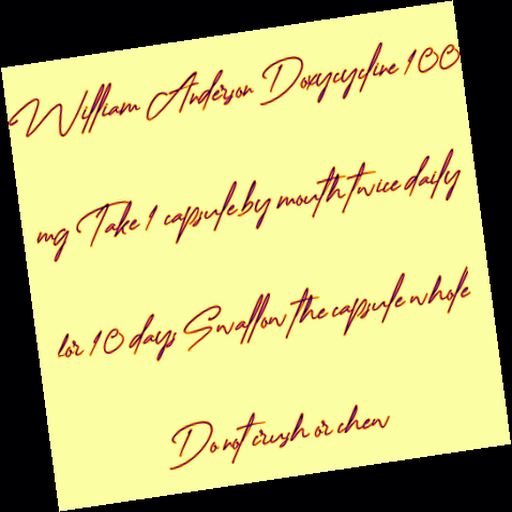 William Anderson Doxycycline 100
mg Take 1 capsule by mouth twice daily
for 10 days Swallow the capsule whole
Do not crush or chew